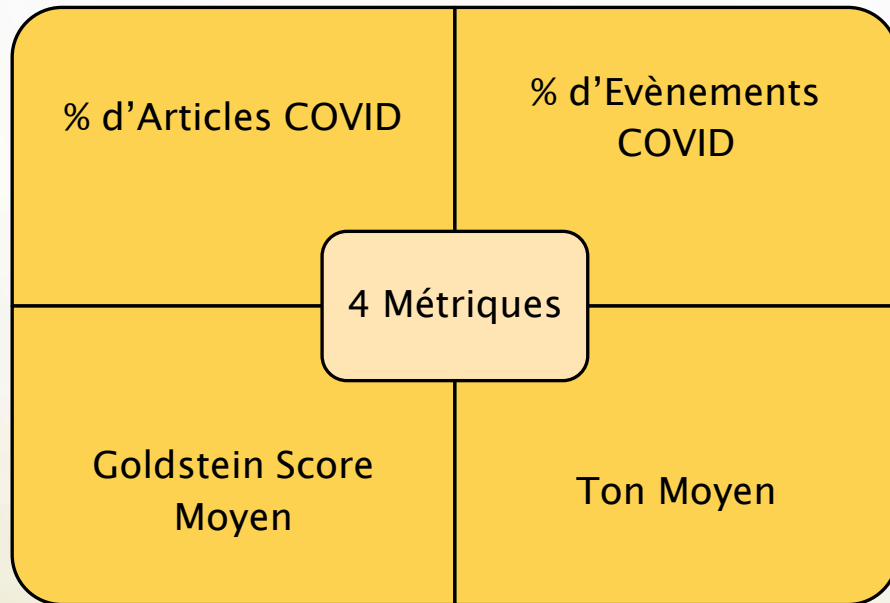 % d’Articles COVID
% d’Evènements
COVID
4 Métriques
Goldstein Score
Moyen
Ton Moyen